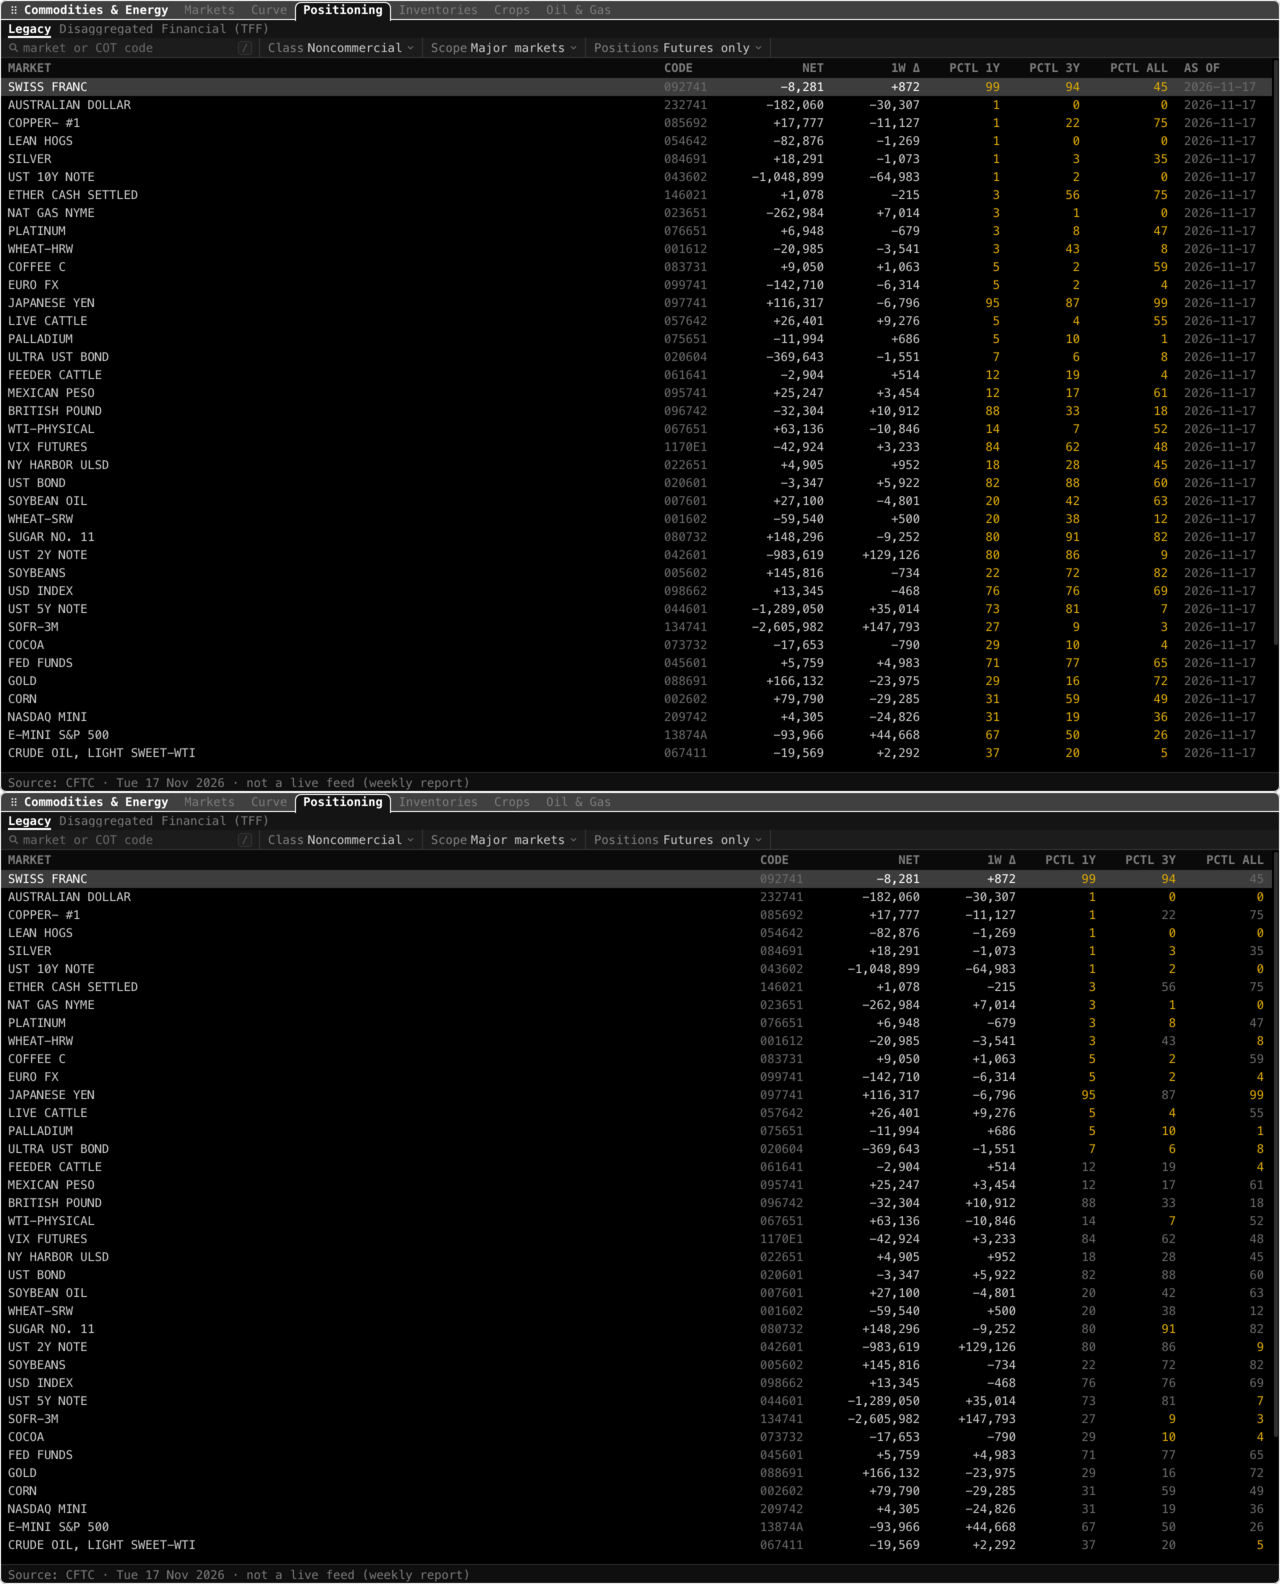 ⠿ Commodities & Energy Markets Curve Positioning Inventories Crops Oil & Gas
Legacy Disaggregated Financial (TFF)
market or COT code / Class Noncommercial Scope Major markets Positions Futures only
MARKET CODE NET 1W Δ PCTL 1Y PCTL 3Y PCTL ALL AS OF
SWISS FRANC 092741 −8,281 +872 99 94 45 2026-11-17
AUSTRALIAN DOLLAR 232741 −182,060 −30,307 1 0 0 2026-11-17
COPPER- #1 085692 +17,777 −11,127 1 22 75 2026-11-17
LEAN HOGS 054642 −82,876 −1,269 1 0 0 2026-11-17
SILVER 084691 +18,291 −1,073 1 3 35 2026-11-17
UST 10Y NOTE 043602 −1,048,899 −64,983 1 2 0 2026-11-17
ETHER CASH SETTLED 146021 +1,078 −215 3 56 75 2026-11-17
NAT GAS NYME 023651 −262,984 +7,014 3 1 0 2026-11-17
PLATINUM 076651 +6,948 −679 3 8 47 2026-11-17
WHEAT-HRW 001612 −20,985 −3,541 3 43 8 2026-11-17
COFFEE C 083731 +9,050 +1,063 5 2 59 2026-11-17
EURO FX 099741 −142,710 −6,314 5 2 4 2026-11-17
JAPANESE YEN 097741 +116,317 −6,796 95 87 99 2026-11-17
LIVE CATTLE 057642 +26,401 +9,276 5 4 55 2026-11-17
PALLADIUM 075651 −11,994 +686 5 10 1 2026-11-17
ULTRA UST BOND 020604 −369,643 −1,551 7 6 8 2026-11-17
FEEDER CATTLE 061641 −2,904 +514 12 19 4 2026-11-17
MEXICAN PESO 095741 +25,247 +3,454 12 17 61 2026-11-17
BRITISH POUND 096742 −32,304 +10,912 88 33 18 2026-11-17
WTI-PHYSICAL 067651 +63,136 −10,846 14 7 52 2026-11-17
VIX FUTURES 1170E1 −42,924 +3,233 84 62 48 2026-11-17
NY HARBOR ULSD 022651 +4,905 +952 18 28 45 2026-11-17
UST BOND 020601 −3,347 +5,922 82 88 60 2026-11-17
SOYBEAN OIL 007601 +27,100 −4,801 20 42 63 2026-11-17
WHEAT-SRW 001602 −59,540 +500 20 38 12 2026-11-17
SUGAR NO. 11 080732 +148,296 −9,252 80 91 82 2026-11-17
UST 2Y NOTE 042601 −983,619 +129,126 80 86 9 2026-11-17
SOYBEANS 005602 +145,816 −734 22 72 82 2026-11-17
USD INDEX 098662 +13,345 −468 76 76 69 2026-11-17
UST 5Y NOTE 044601 −1,289,050 +35,014 73 81 7 2026-11-17
SOFR-3M 134741 −2,605,982 +147,793 27 9 3 2026-11-17
COCOA 073732 −17,653 −790 29 10 4 2026-11-17
FED FUNDS 045601 +5,759 +4,983 71 77 65 2026-11-17
GOLD 088691 +166,132 −23,975 29 16 72 2026-11-17
CORN 002602 +79,790 −29,285 31 59 49 2026-11-17
NASDAQ MINI 209742 +4,305 −24,826 31 19 36 2026-11-17
E-MINI S&P 500 13874A −93,966 +44,668 67 50 26 2026-11-17
CRUDE OIL, LIGHT SWEET-WTI 067411 −19,569 +2,292 37 20 5 2026-11-17
Source: CFTC · Tue 17 Nov 2026 · not a live feed (weekly report)
⠿ Commodities & Energy Markets Curve Positioning Inventories Crops Oil & Gas
Legacy Disaggregated Financial (TFF)
market or COT code / Class Noncommercial Scope Major markets Positions Futures only
MARKET CODE NET 1W Δ PCTL 1Y PCTL 3Y PCTL ALL
SWISS FRANC 092741 −8,281 +872 99 94 45
AUSTRALIAN DOLLAR 232741 −182,060 −30,307 1 0 0
COPPER- #1 085692 +17,777 −11,127 1 22 75
LEAN HOGS 054642 −82,876 −1,269 1 0 0
SILVER 084691 +18,291 −1,073 1 3 35
UST 10Y NOTE 043602 −1,048,899 −64,983 1 2 0
ETHER CASH SETTLED 146021 +1,078 −215 3 56 75
NAT GAS NYME 023651 −262,984 +7,014 3 1 0
PLATINUM 076651 +6,948 −679 3 8 47
WHEAT-HRW 001612 −20,985 −3,541 3 43 8
COFFEE C 083731 +9,050 +1,063 5 2 59
EURO FX 099741 −142,710 −6,314 5 2 4
JAPANESE YEN 097741 +116,317 −6,796 95 87 99
LIVE CATTLE 057642 +26,401 +9,276 5 4 55
PALLADIUM 075651 −11,994 +686 5 10 1
ULTRA UST BOND 020604 −369,643 −1,551 7 6 8
FEEDER CATTLE 061641 −2,904 +514 12 19 4
MEXICAN PESO 095741 +25,247 +3,454 12 17 61
BRITISH POUND 096742 −32,304 +10,912 88 33 18
WTI-PHYSICAL 067651 +63,136 −10,846 14 7 52
VIX FUTURES 1170E1 −42,924 +3,233 84 62 48
NY HARBOR ULSD 022651 +4,905 +952 18 28 45
UST BOND 020601 −3,347 +5,922 82 88 60
SOYBEAN OIL 007601 +27,100 −4,801 20 42 63
WHEAT-SRW 001602 −59,540 +500 20 38 12
SUGAR NO. 11 080732 +148,296 −9,252 80 91 82
UST 2Y NOTE 042601 −983,619 +129,126 80 86 9
SOYBEANS 005602 +145,816 −734 22 72 82
USD INDEX 098662 +13,345 −468 76 76 69
UST 5Y NOTE 044601 −1,289,050 +35,014 73 81 7
SOFR-3M 134741 −2,605,982 +147,793 27 9 3
COCOA 073732 −17,653 −790 29 10 4
FED FUNDS 045601 +5,759 +4,983 71 77 65
GOLD 088691 +166,132 −23,975 29 16 72
CORN 002602 +79,790 −29,285 31 59 49
NASDAQ MINI 209742 +4,305 −24,826 31 19 36
E-MINI S&P 500 13874A −93,966 +44,668 67 50 26
CRUDE OIL, LIGHT SWEET-WTI 067411 −19,569 +2,292 37 20 5
Source: CFTC · Tue 17 Nov 2026 · not a live feed (weekly report)